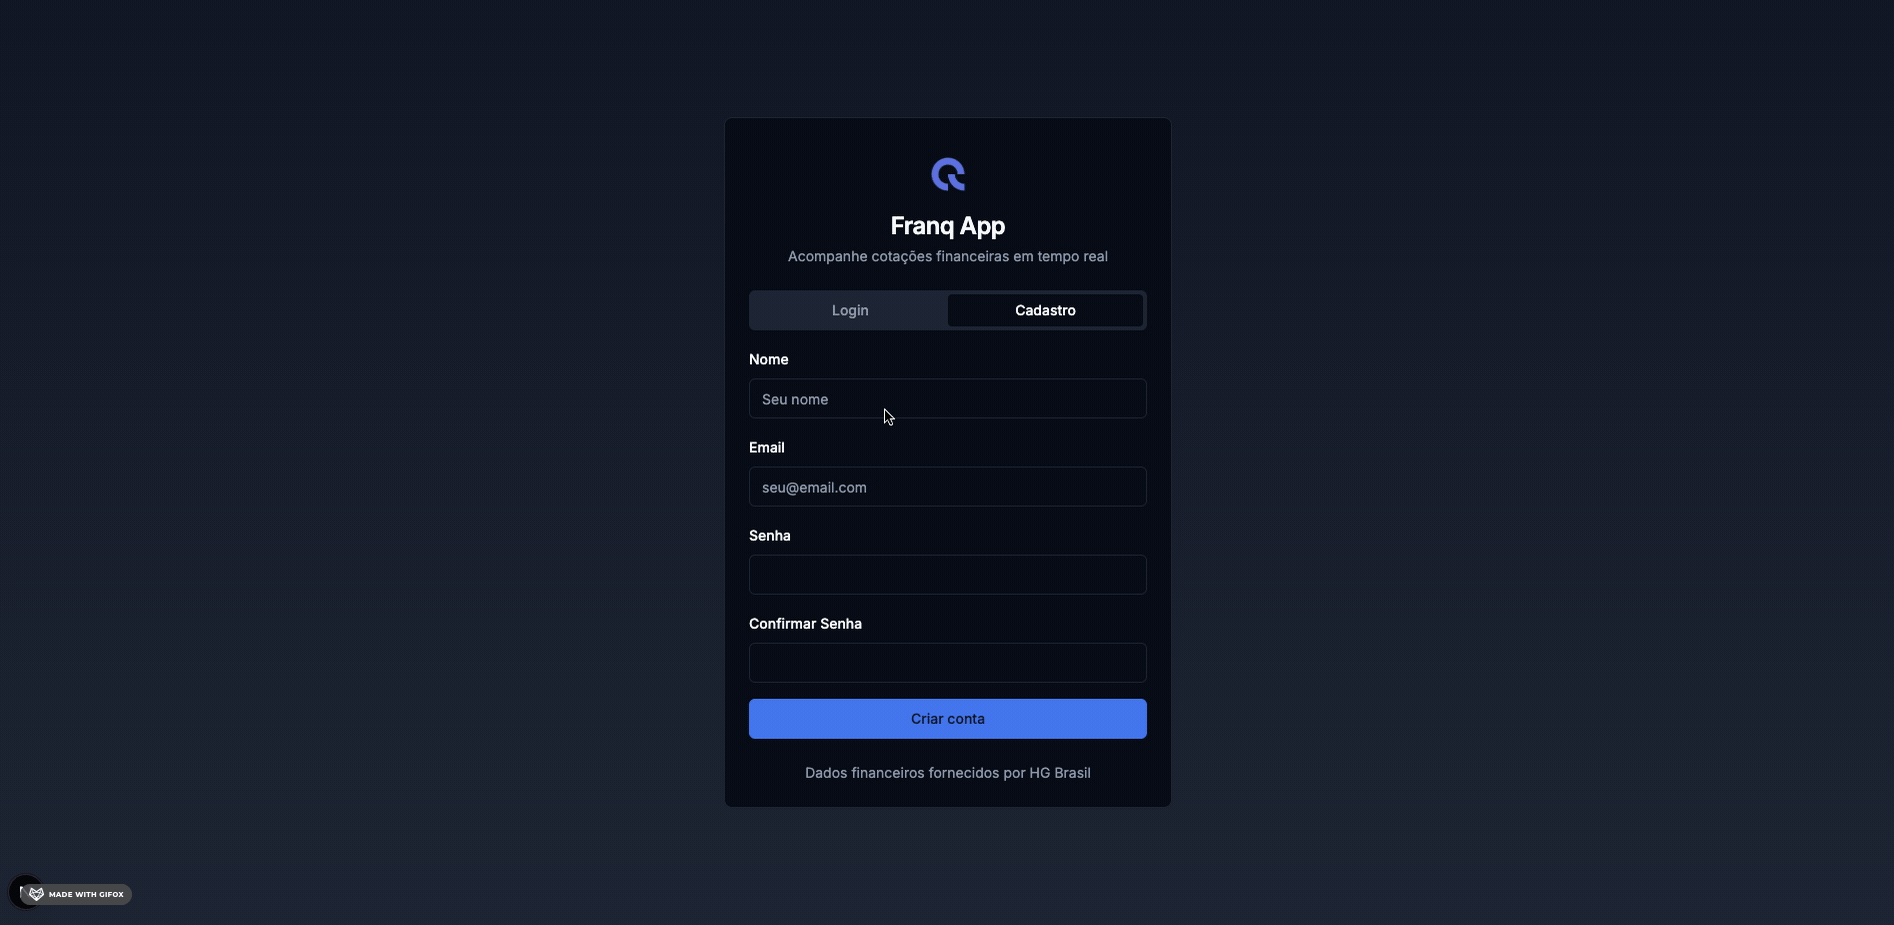 Franq App
Acompanhe cotações financeiras em tempo real
Login
Cadastro
Nome
Seu nome
Email
seu@email.com
Senha
Confirmar Senha
Criar conta
Dados financeiros fornecidos por HG Brasil
MADE WITH GIFOX